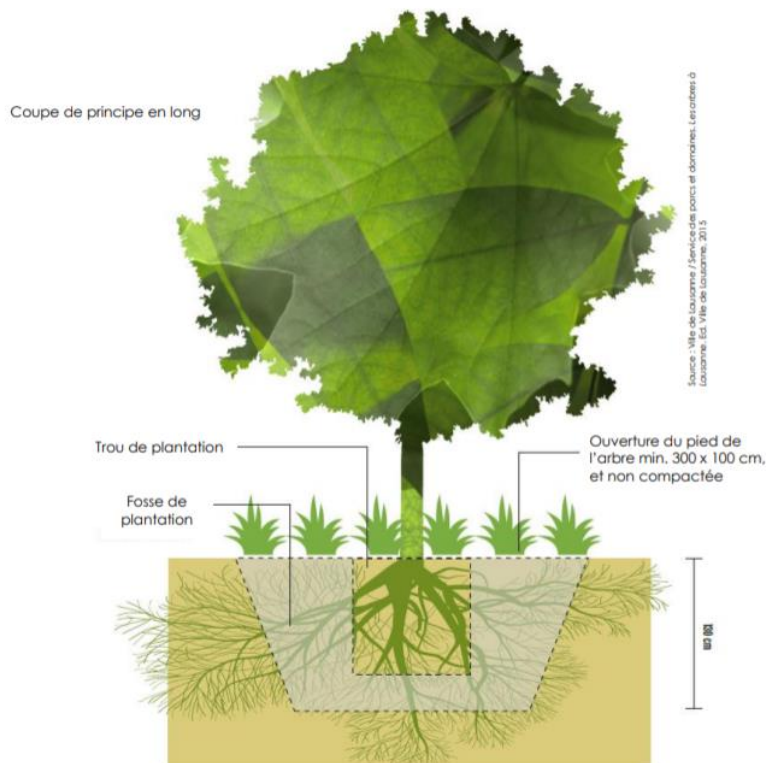 Coupe de principe en long
Source : Ville de Lausanne / Service des parcs et domaines. Les arbres à
Lausanne. Ed. Ville de Lausanne, 2015
Trou de plantation
Ouverture du pied de
l'arbre min. 300 x 100 cm,
et non compactée
Fosse de
plantation
cm